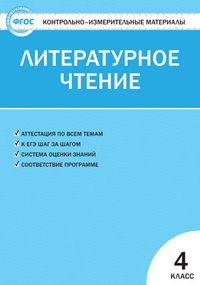 ФГОС
КОНТРОЛЬНО-ИЗМЕРИТЕЛЬНЫЕ МАТЕРИАЛЫ
ЛИТЕРАТУРНОЕ
ЧТЕНИЕ
АТТЕСТАЦИЯ ПО ВСЕМ ТЕМАМ
К ЕГЭ ШАГ ЗА ШАГОМ
СИСТЕМА ОЦЕНКИ ЗНАНИЙ
СООТВЕТСТВИЕ ПРОГРАММЕ
4
КЛАСС